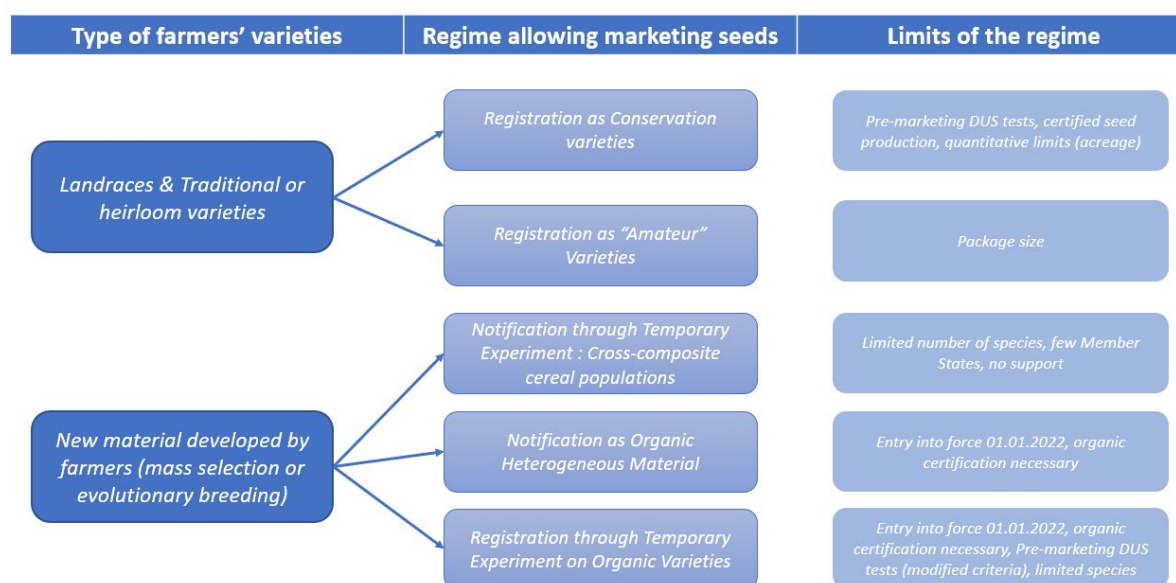 Type of farmers' varieties
Regime allowing marketing seeds
Limits of the regime
Landraces & Traditional or
heirloom varieties
Registration as Conservation
varieties
Pre-marketing DUS tests, certified seed
production, quantitative limits (acreage)
Registration as “Amateur”
Varieties
Package size
New material developed by
farmers (mass selection or
evolutionary breeding)
Notification through Temporary
Experiment : Cross-composite
cereal populations
Limited number of species, few Member
States, no support
Notification as Organic
Heterogeneous Material
Entry into force 01.01.2022, organic
certification necessary
Registration through Temporary
Experiment on Organic Varieties
Entry into force 01.01.2022, organic
certification necessary, Pre-marketing DUS
tests (modified criteria), limited species